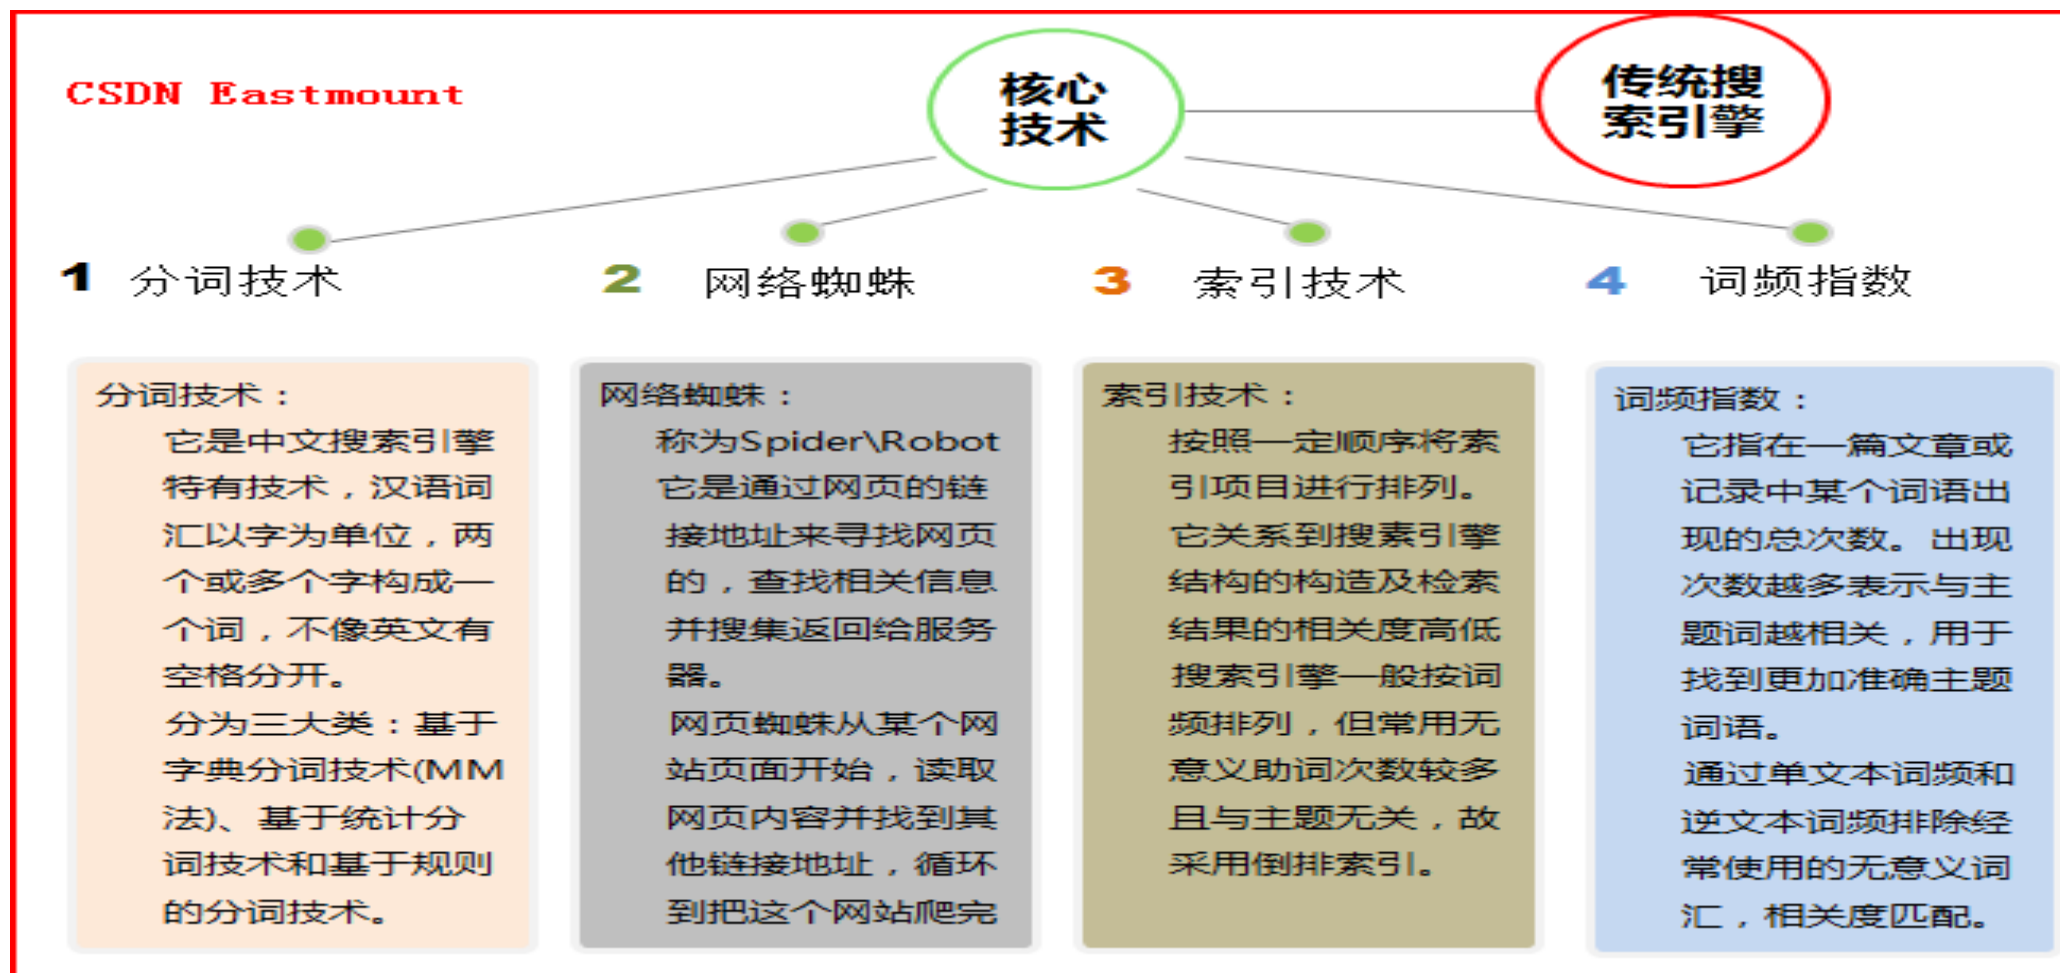 CSDN Eastmount
核心
技术
传统搜
索引擎
1 分词技术
2 网络蜘蛛
3 索引技术
4 词频指数
分词技术：
它是中文搜索引擎
特有技术，汉语词
汇以字为单位，两
个或多个字构成一
个词，不像英文有
空格分开。
分为三大类：基于
字典分词技术(MM
法)、基于统计分
词技术和基于规则
的分词技术。
网络蜘蛛：
称为Spider\Robot
它是通过网页的链
接地址来寻找网页
的，查找相关信息
并搜集返回给服务
器。
网页蜘蛛从某个网
站页面开始，读取
网页内容并找到其
他链接地址，循环
到把这个网站爬完
索引技术：
按照一定顺序将索
引项目进行排列。
它关系到搜素引擎
结构的构造及检索
结果的相关度高低
搜索引擎一般按词
频排列，但常用无
意义助词次数较多
且与主题无关，故
采用倒排索引。
词频指数：
它指在一篇文章或
记录中某个词语出
现的总次数。出现
次数越多表示与主
题词越相关，用于
找到更加准确主题
词语。
通过单文本词频和
逆文本词频排除经
常使用的无意义词
汇，相关度匹配。